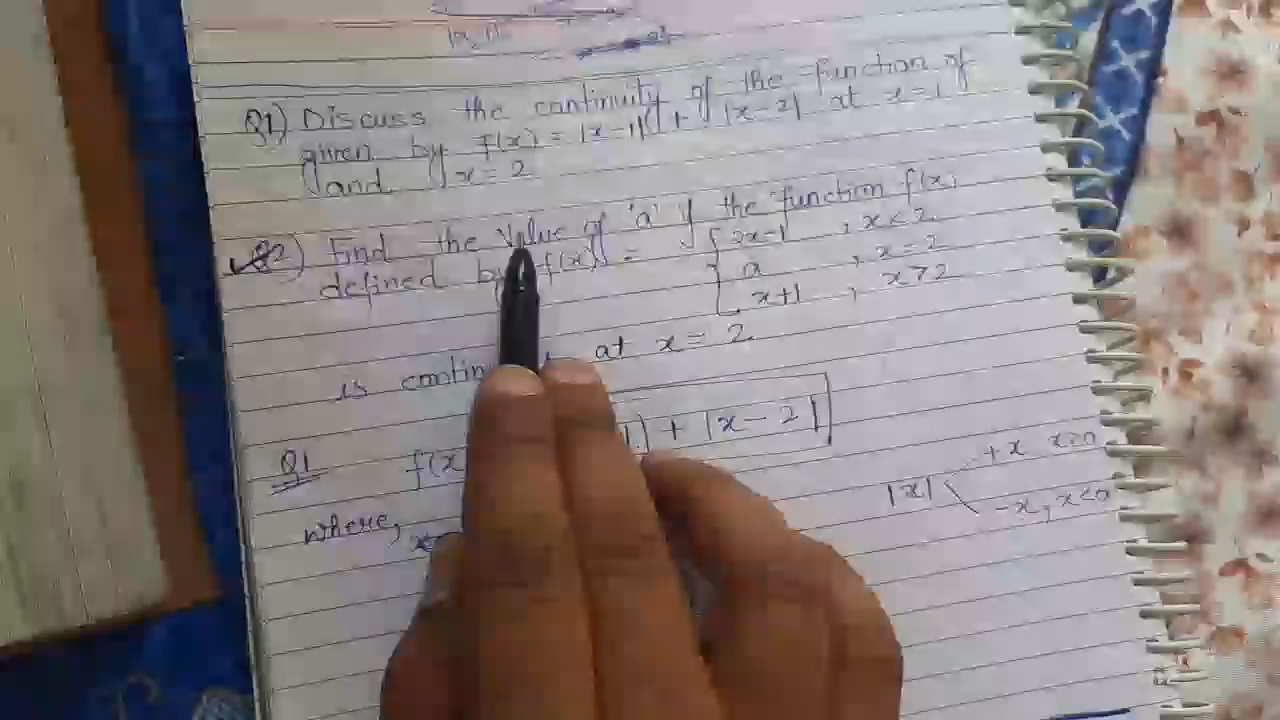 Q1) Discuss the continuity of the function of
given by f(x) = |x-1| + |x-2| at x=1
and x = 2
Q2) Find the value of 'a' if the function f(x)
defined by f(x) = { 2x-1 , x<2
a , x=2
x+1 , x>2
is contin at x = 2
Q1 f(x + |x-2|
where,
|x| +x x>0
-x, x<0